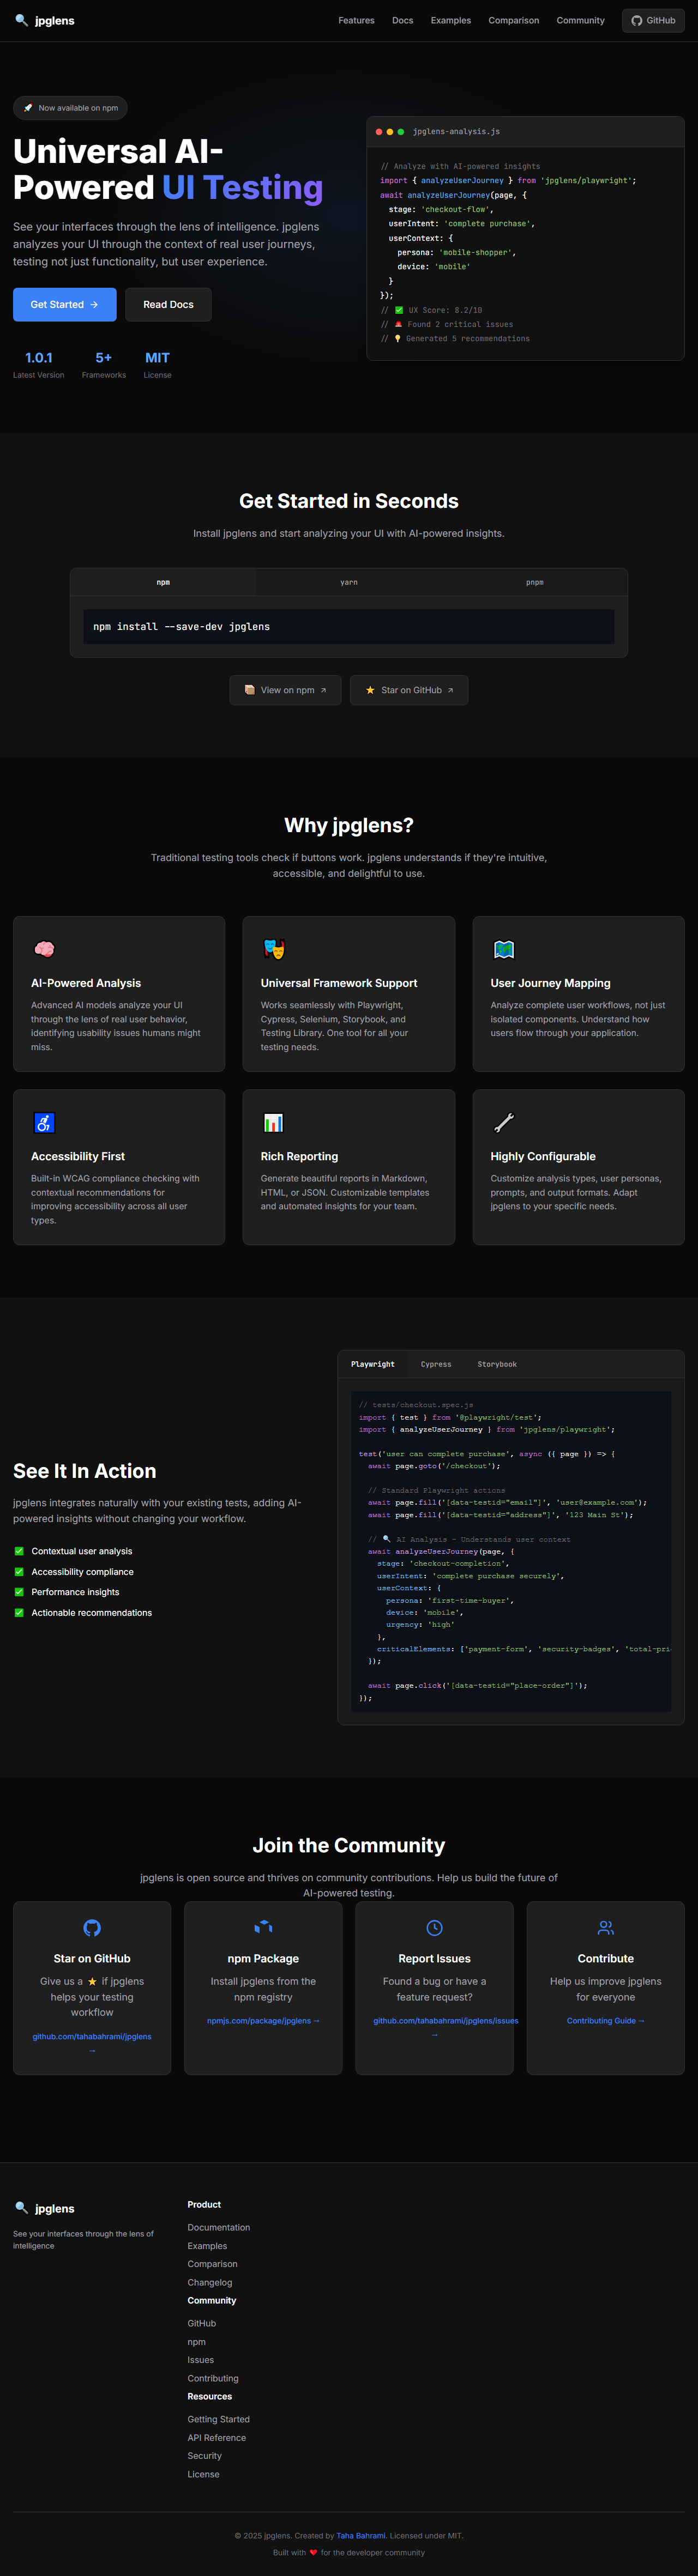 🔍 jpglens
Features Docs Examples Comparison Community GitHub
🚀 Now available on npm
Universal AI-
Powered UI Testing
See your interfaces through the lens of intelligence. jpglens
analyzes your UI through the context of real user journeys,
testing not just functionality, but user experience.
Get Started →
Read Docs
1.0.1 5+ MIT
Latest Version Frameworks License
jpglens-analysis.js
// Analyze with AI-powered insights
import { analyzeUserJourney } from 'jpglens/playwright';
await analyzeUserJourney(page, {
  stage: 'checkout-flow',
  userIntent: 'complete purchase',
  userContext: {
    persona: 'mobile-shopper',
    device: 'mobile'
  }
});
// ✅ UX Score: 8.2/10
// 🚨 Found 2 critical issues
// 💡 Generated 5 recommendations
Get Started in Seconds
Install jpglens and start analyzing your UI with AI-powered insights.
npm yarn pnpm
npm install --save-dev jpglens
📦 View on npm ↗
⭐ Star on GitHub ↗
Why jpglens?
Traditional testing tools check if buttons work. jpglens understands if they're intuitive,
accessible, and delightful to use.
🧠
AI-Powered Analysis
Advanced AI models analyze your UI
through the lens of real user behavior,
identifying usability issues humans might
miss.
🎭
Universal Framework Support
Works seamlessly with Playwright,
Cypress, Selenium, Storybook, and
Testing Library. One tool for all your
testing needs.
🗺️
User Journey Mapping
Analyze complete user workflows, not just
isolated components. Understand how
users flow through your application.
♿
Accessibility First
Built-in WCAG compliance checking with
contextual recommendations for
improving accessibility across all user
types.
📊
Rich Reporting
Generate beautiful reports in Markdown,
HTML, or JSON. Customizable templates
and automated insights for your team.
🔧
Highly Configurable
Customize analysis types, user personas,
prompts, and output formats. Adapt
jpglens to your specific needs.
See It In Action
jpglens integrates naturally with your existing tests, adding AI-
powered insights without changing your workflow.
✅ Contextual user analysis
✅ Accessibility compliance
✅ Performance insights
✅ Actionable recommendations
Playwright Cypress Storybook
// tests/checkout.spec.js
import { test } from '@playwright/test';
import { analyzeUserJourney } from 'jpglens/playwright';
test('user can complete purchase', async ({ page }) => {
  await page.goto('/checkout');
  // Standard Playwright actions
  await page.fill('[data-testid="email"]', 'user@example.com');
  await page.fill('[data-testid="address"]', '123 Main St');
  // 🔍 AI Analysis - Understands user context
  await analyzeUserJourney(page, {
    stage: 'checkout-completion',
    userIntent: 'complete purchase securely',
    userContext: {
      persona: 'first-time-buyer',
      device: 'mobile',
      urgency: 'high'
    },
    criticalElements: ['payment-form', 'security-badges', 'total-pri
  });
  await page.click('[data-testid="place-order"]');
});
Join the Community
jpglens is open source and thrives on community contributions. Help us build the future of
AI-powered testing.
Star on GitHub
Give us a ⭐ if jpglens
helps your testing
workflow
github.com/tahabahrami/jpglens
→
npm Package
Install jpglens from the
npm registry
npmjs.com/package/jpglens →
Report Issues
Found a bug or have a
feature request?
github.com/tahabahrami/jpglens/issues
→
Contribute
Help us improve jpglens
for everyone
Contributing Guide →
🔍 jpglens
See your interfaces through the lens of
intelligence
Product
Documentation
Examples
Comparison
Changelog
Community
GitHub
npm
Issues
Contributing
Resources
Getting Started
API Reference
Security
License
© 2025 jpglens. Created by Taha Bahrami. Licensed under MIT.
Built with ❤️ for the developer community